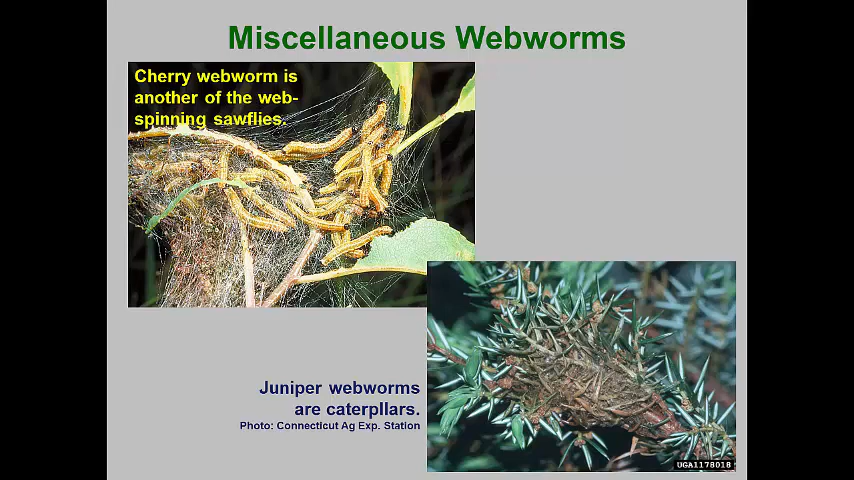 Miscellaneous Webworms
Cherry webworm is
another of the web-
spinning sawflies.
Juniper webworms
are caterpllars.
Photo: Connecticut Ag Exp. Station
UGA1178018